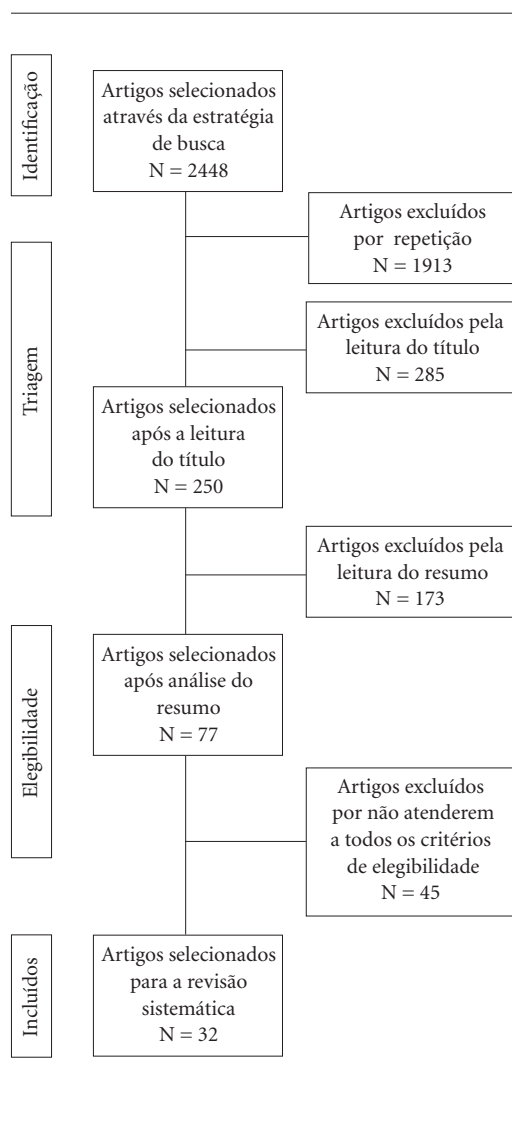 Identificação
Artigos selecionados
através da estratégia
de busca
N = 2448
Artigos excluídos
por repetição
N = 1913
Triagem
Artigos excluídos pela
leitura do título
N = 285
Artigos selecionados
após a leitura
do título
N = 250
Artigos excluídos pela
leitura do resumo
N = 173
Elegibilidade
Artigos selecionados
após análise do
resumo
N = 77
Artigos excluídos
por não atenderem
a todos os critérios
de elegibilidade
N = 45
Incluídos
Artigos selecionados
para a revisão
sistemática
N = 32